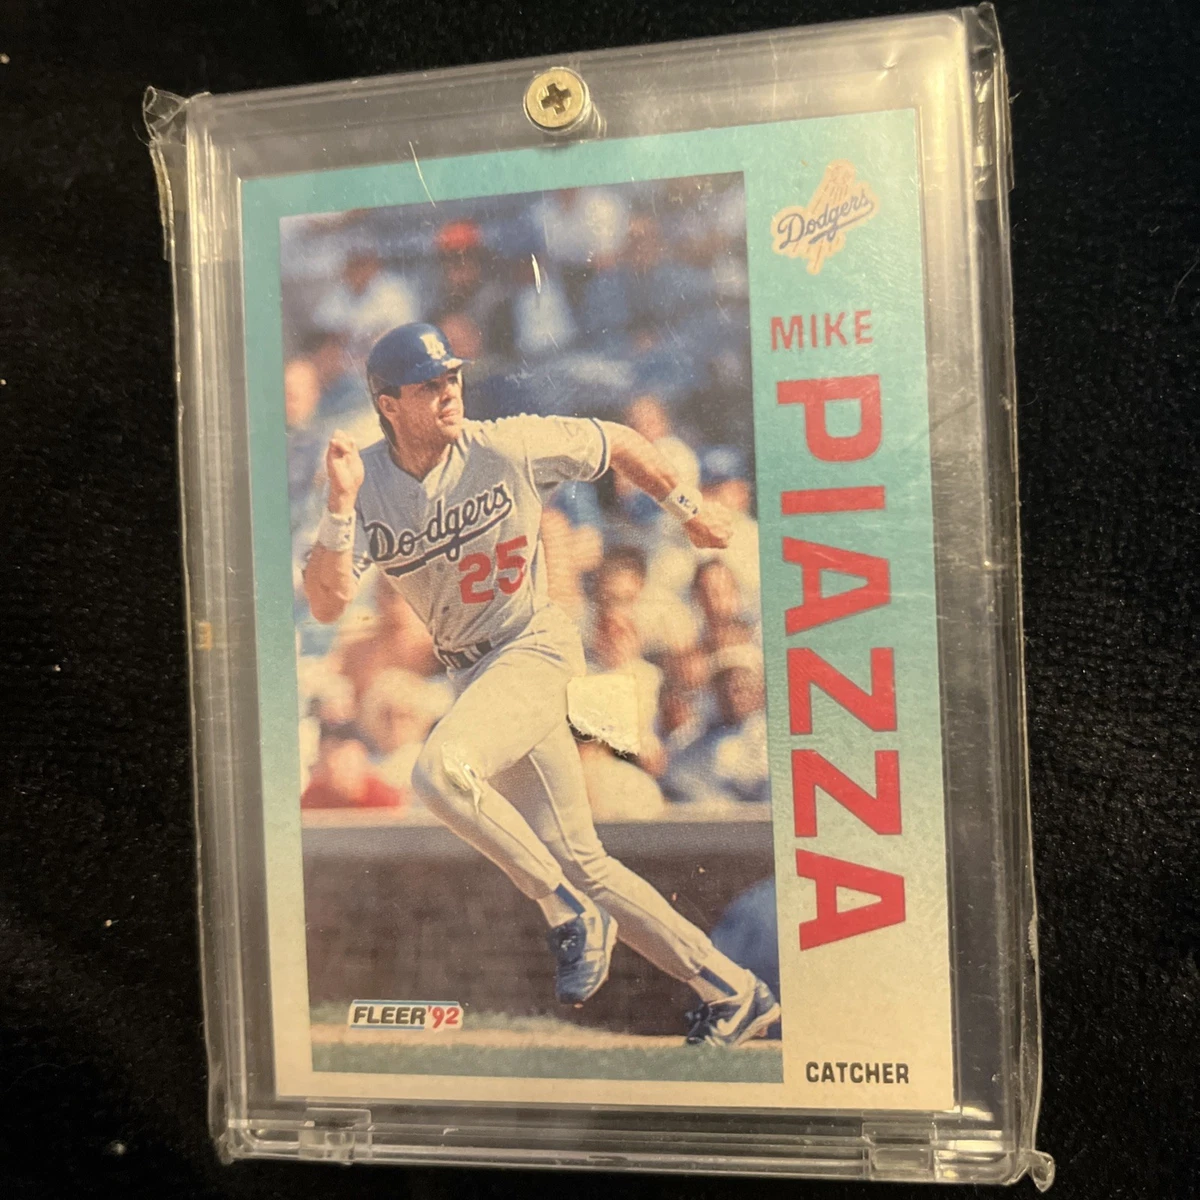 Dodgers
MIKE
PIAZZA
Dodgers
25
FLEER'92
CATCHER